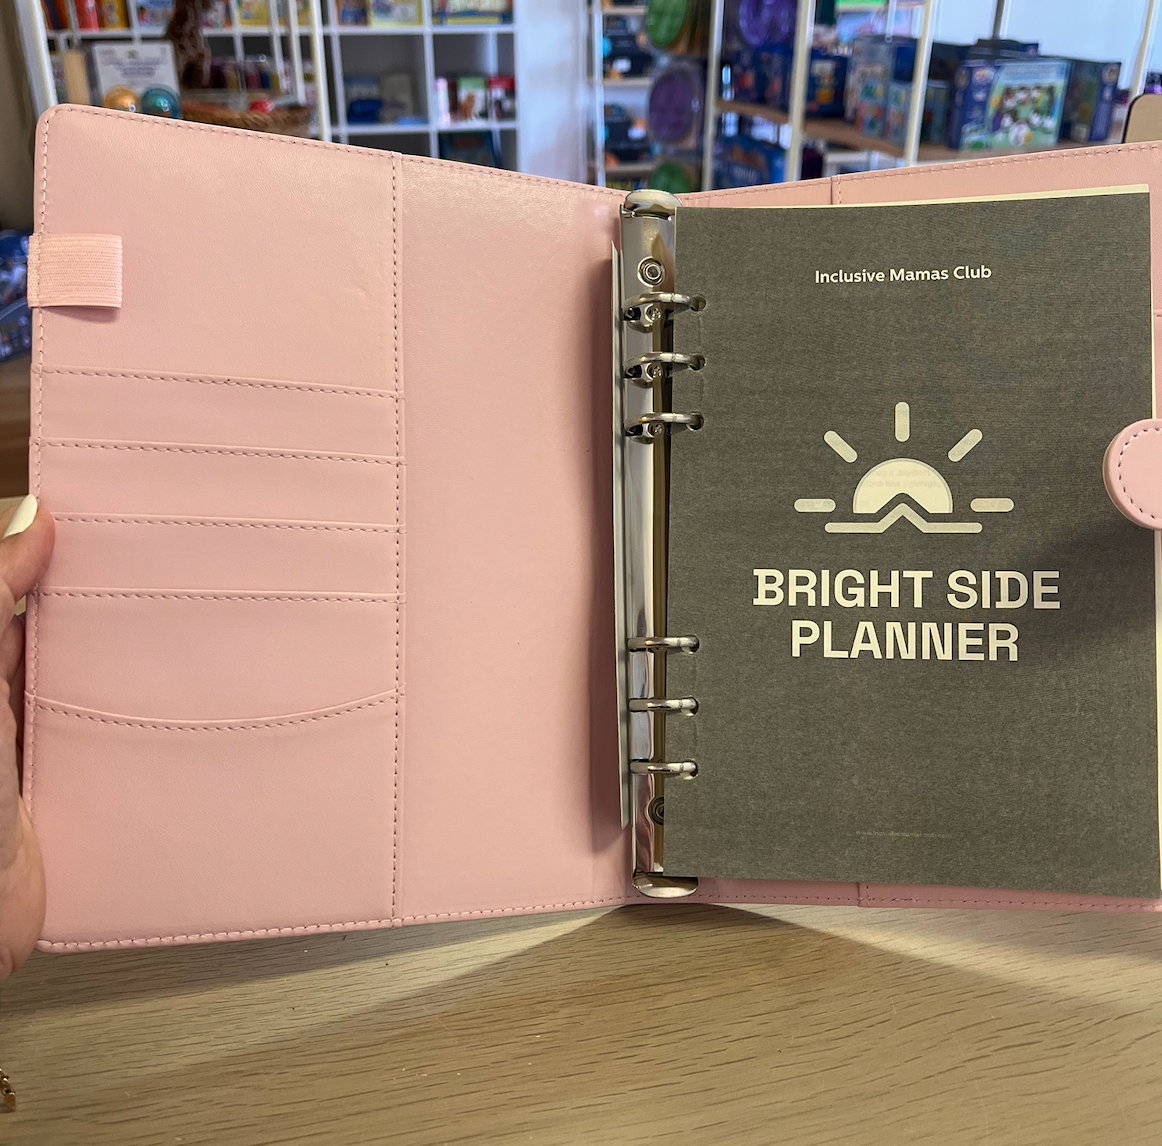 Inclusive Mamas Club
BRIGHT SIDE
PLANNER